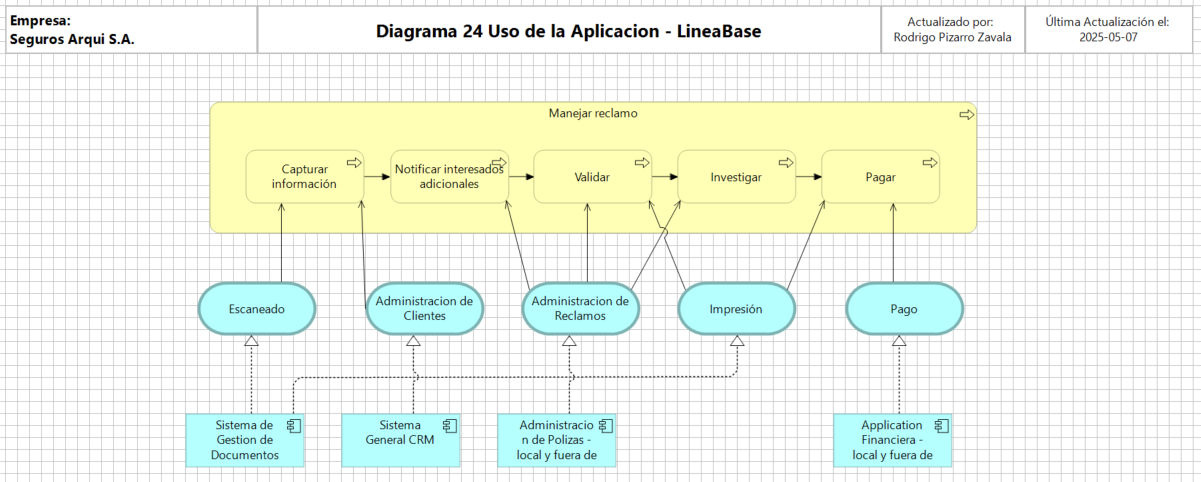 Empresa:
Seguros Arqui S.A.
Diagrama 24 Uso de la Aplicacion - LineaBase
Actualizado por:
Rodrigo Pizarro Zavala
Última Actualización el:
2025-05-07
Manejar reclamo
Capturar
información
Notificar interesados
adicionales
Validar
Investigar
Pagar
Escaneado
Administracion de
Clientes
Administracion de
Reclamos
Impresión
Pago
Sistema de
Gestion de
Documentos
Sistema
General CRM
Administracio
n de Polizas -
local y fuera de
Application
Financiera -
local y fuera de